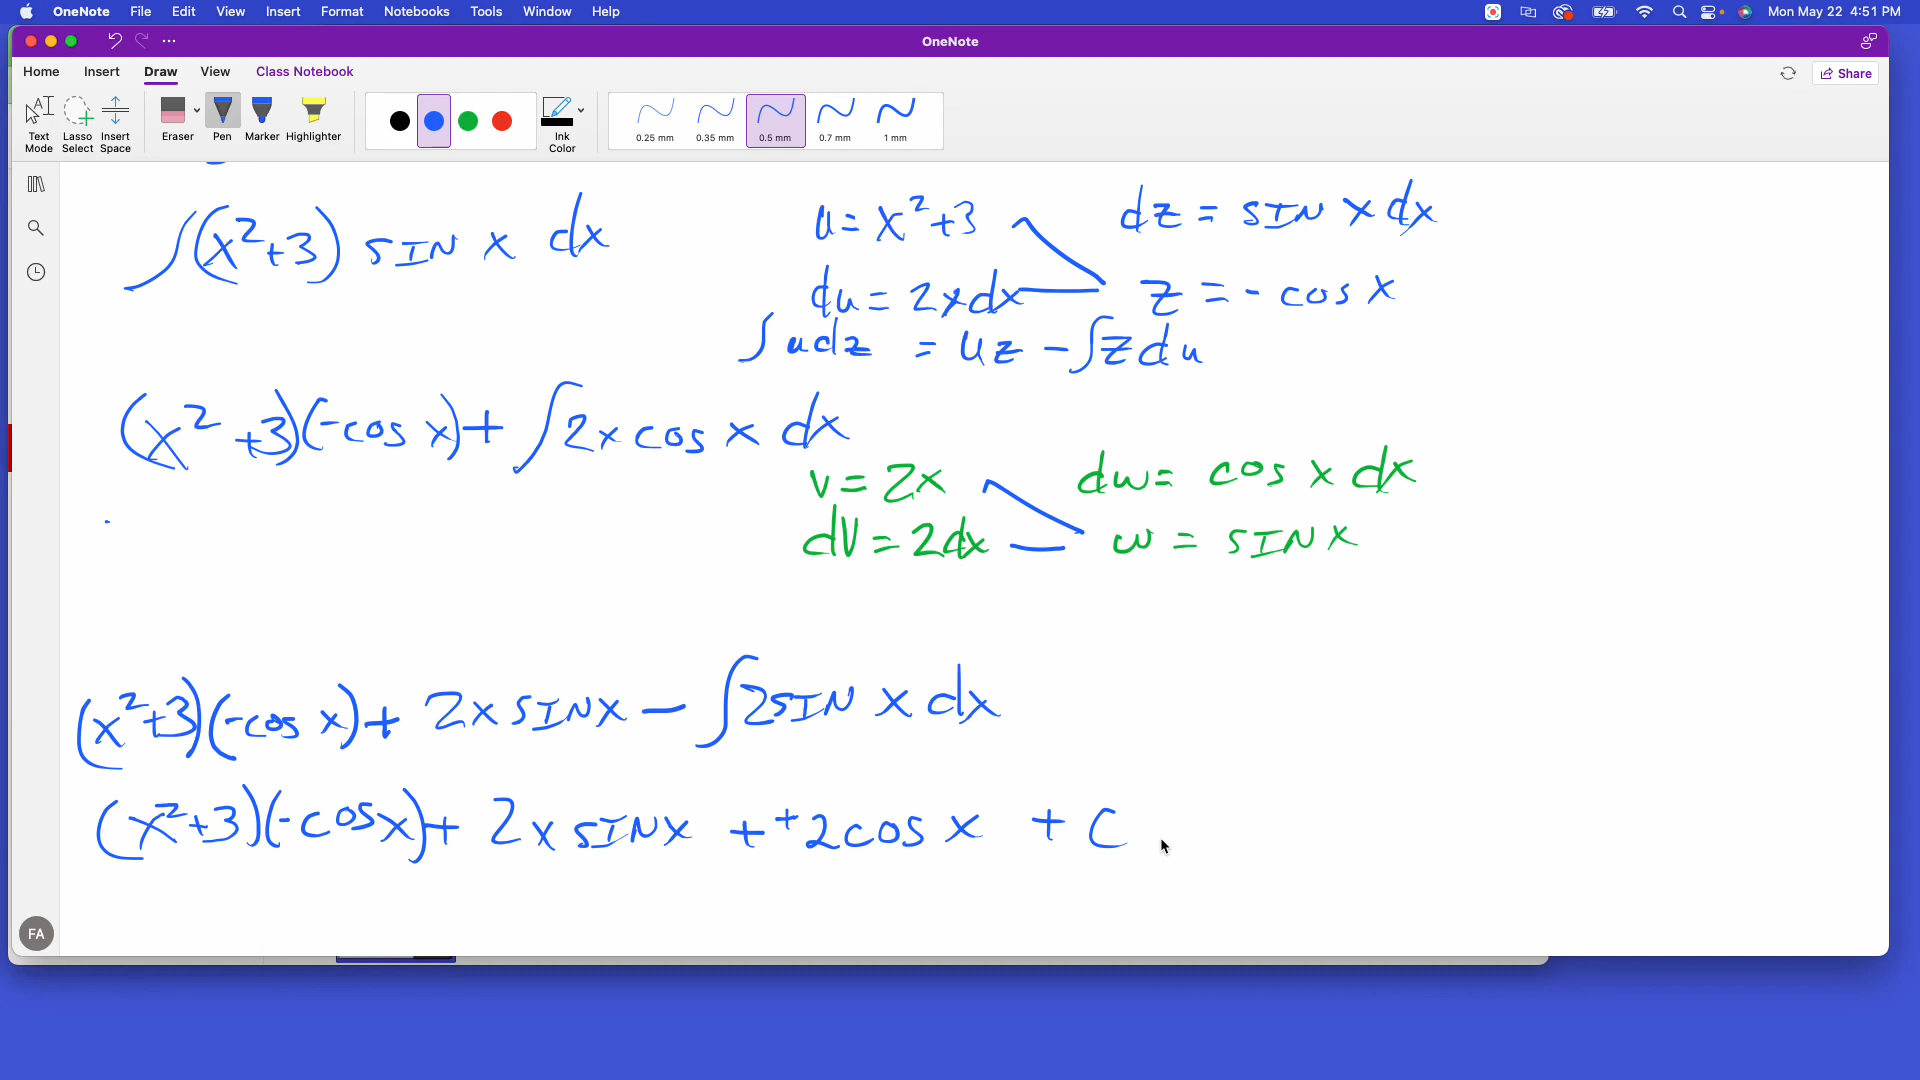 OneNote File Edit View Insert Format Notebooks Tools Window Help Mon May 22 4:51 PM
OneNote
Home Insert Draw View Class Notebook Share
Text Mode Lasso Select Insert Space Eraser Pen Marker Highlighter Ink Color 0.25 mm 0.35 mm 0.5 mm 0.7 mm 1 mm
∫(x²+3) SIN x dx
u = x²+3 dz = SIN x dx
du = 2xdx z = - cos x
∫udz = uz - ∫zdu
(x²+3)(-cos x)+ ∫2x cos x dx
v = 2x dw = cos x dx
dV = 2dx w = SIN x
(x²+3)(-cos x)+ 2x SINx - ∫2SIN x dx
(x²+3)(-cosx)+ 2x SINx + +2cos x + C
FA